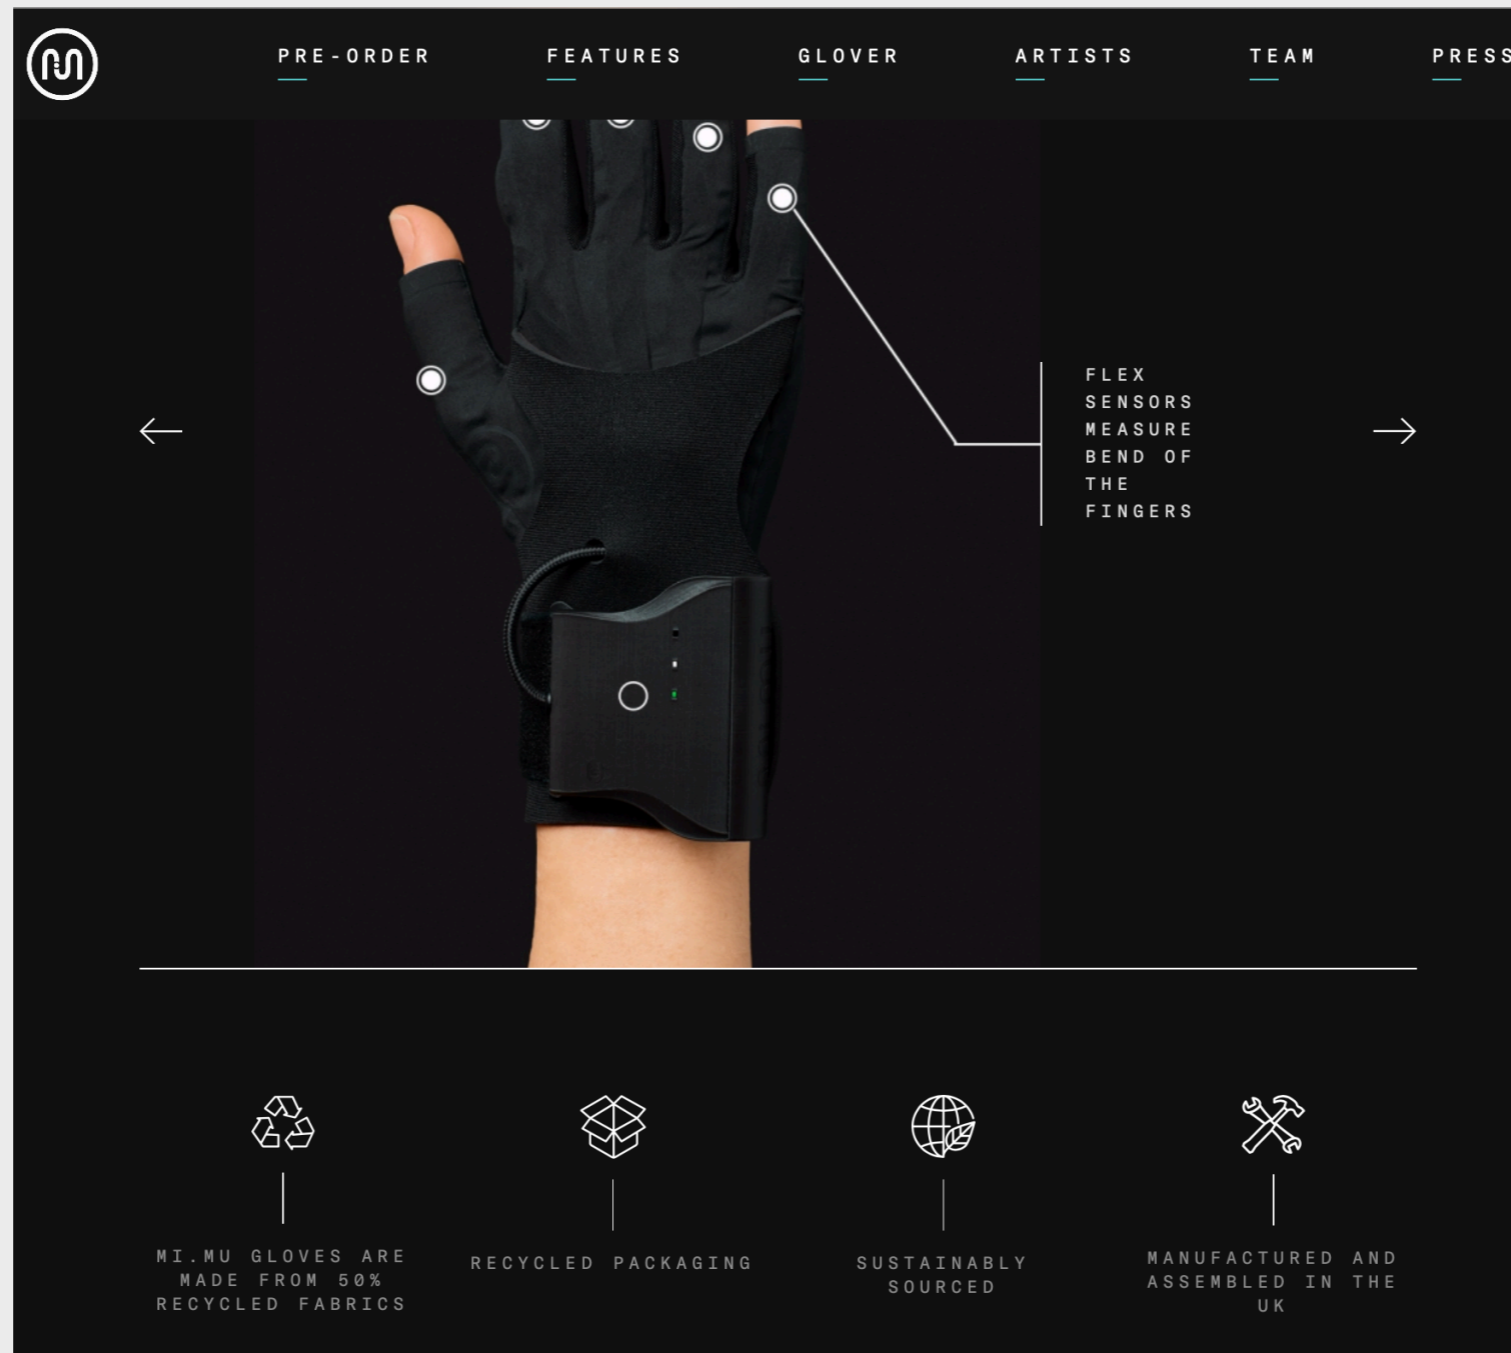 PRE-ORDER FEATURES GLOVER ARTISTS TEAM PRESS
FLEX
SENSORS
MEASURE
BEND OF
THE
FINGERS
MI.MU GLOVES ARE
MADE FROM 50%
RECYCLED FABRICS
RECYCLED PACKAGING
SUSTAINABLY
SOURCED
MANUFACTURED AND
ASSEMBLED IN THE
UK